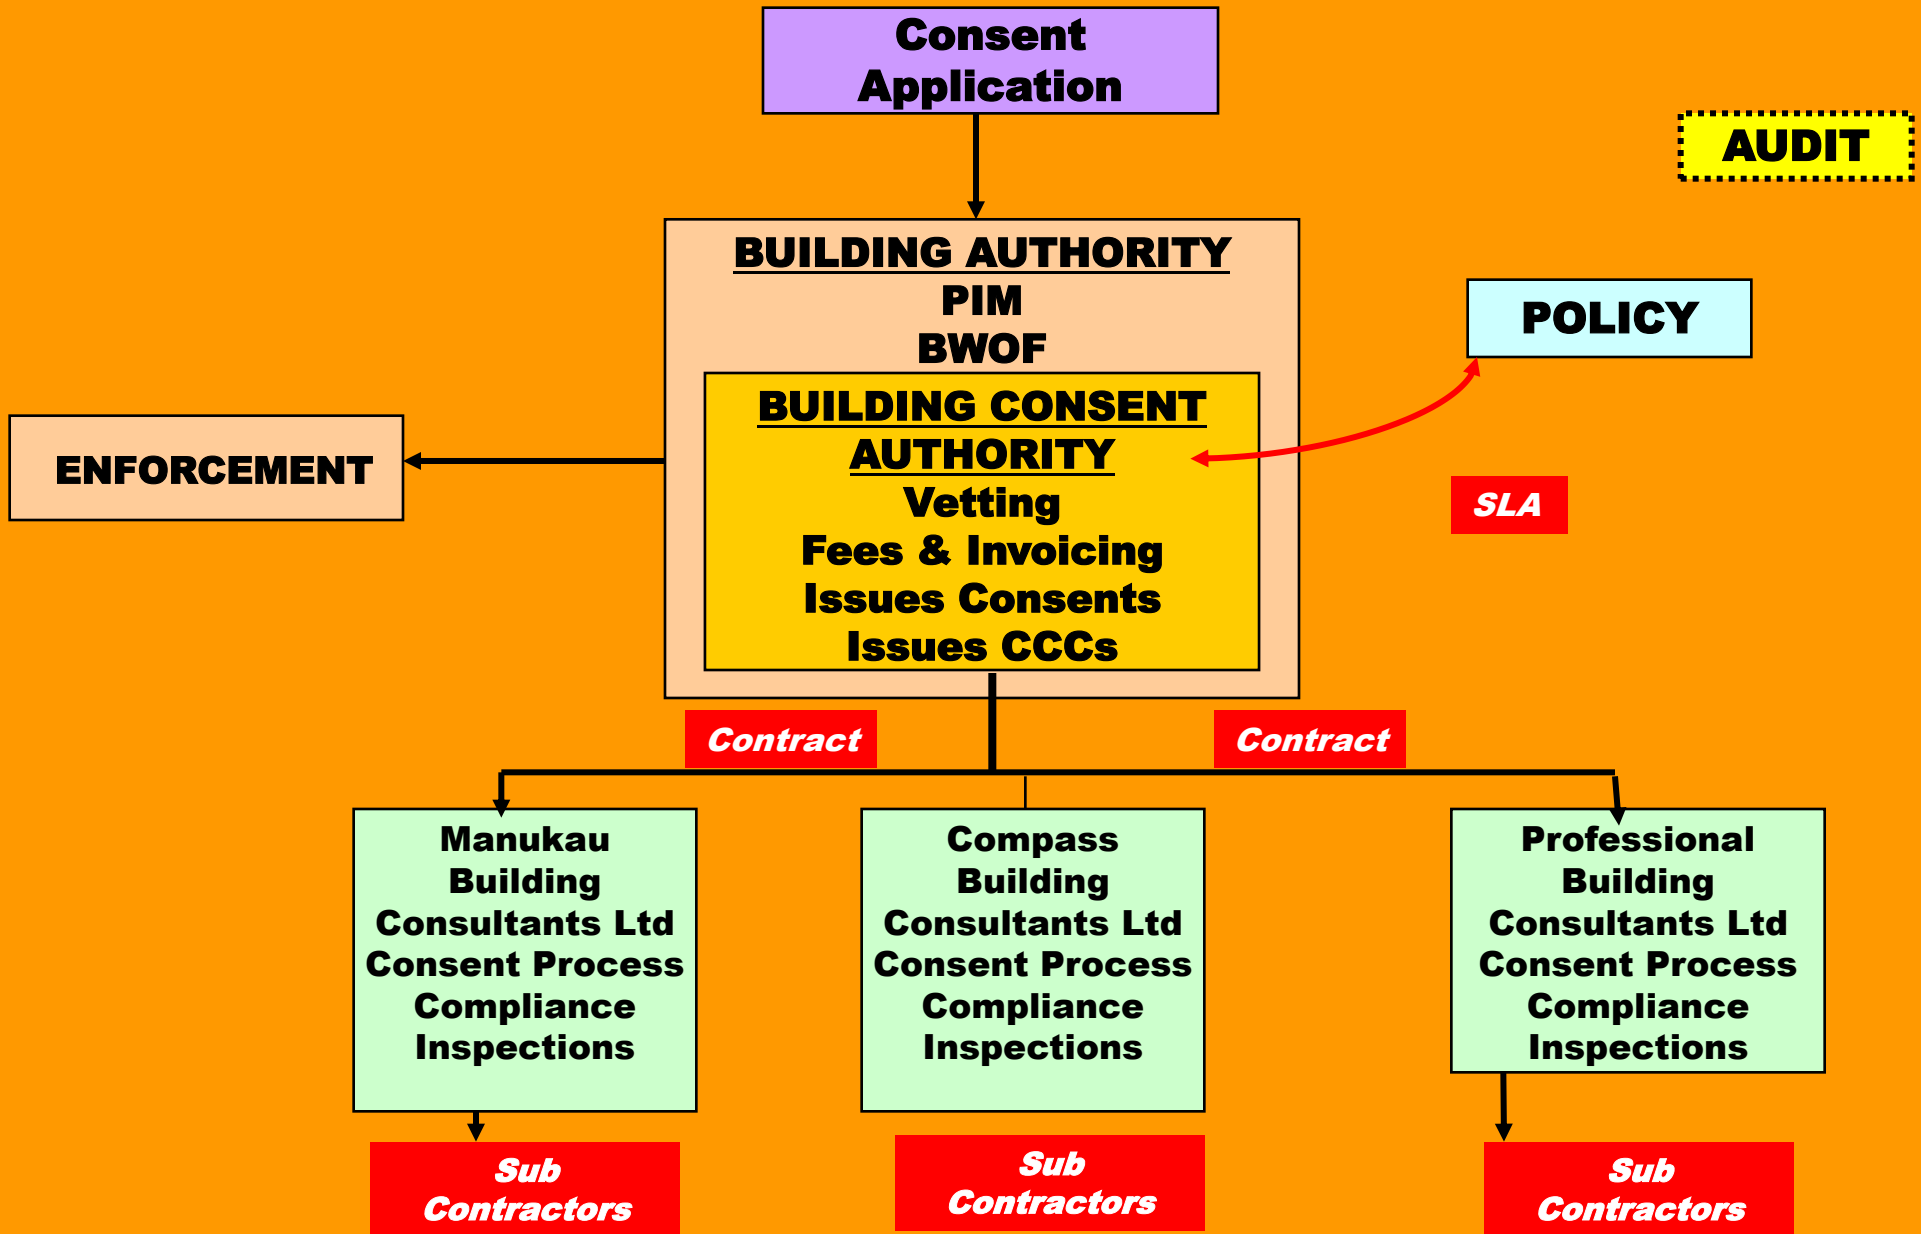 Consent
Application
AUDIT
BUILDING AUTHORITY
PIM
BWOF
POLICY
BUILDING CONSENT
AUTHORITY
Vetting
Fees & Invoicing
Issues Consents
Issues CCCs
ENFORCEMENT
SLA
Contract
Contract
Manukau
Building
Consultants Ltd
Consent Process
Compliance
Inspections
Compass
Building
Consultants Ltd
Consent Process
Compliance
Inspections
Professional
Building
Consultants Ltd
Consent Process
Compliance
Inspections
Sub
Contractors
Sub
Contractors
Sub
Contractors